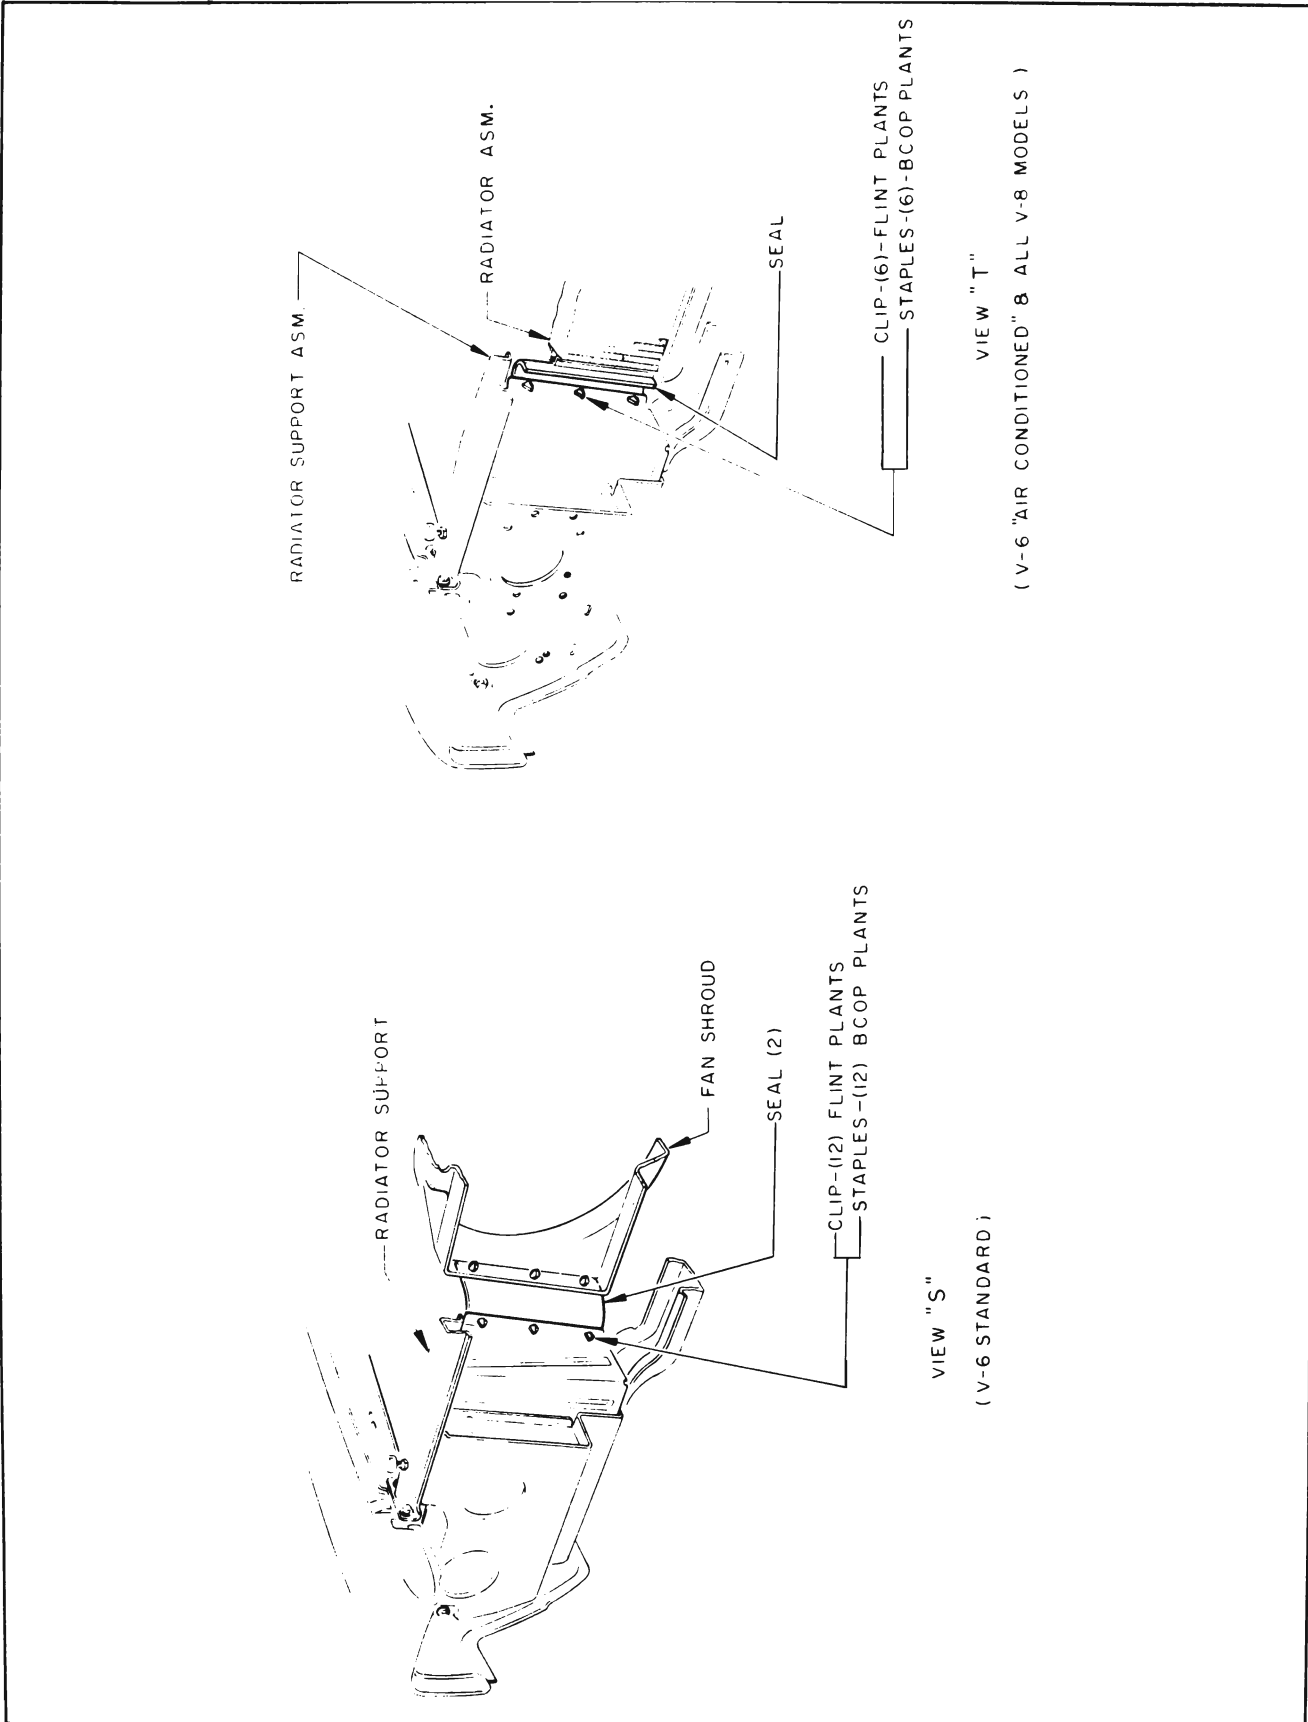 RADIATOR SUPPORT
FAN SHROUD
SEAL (2)
CLIP-(12) FLINT PLANTS
STAPLES-(12) BCOP PLANTS
VIEW "S"
(V-6 STANDARD)
RADIATOR SUPPORT ASM.
RADIATOR ASM.
SEAL
CLIP-(6)-FLINT PLANTS
STAPLES-(6)-BCOP PLANTS
VIEW "T"
(V-6 "AIR CONDITIONED" & ALL V-8 MODELS)